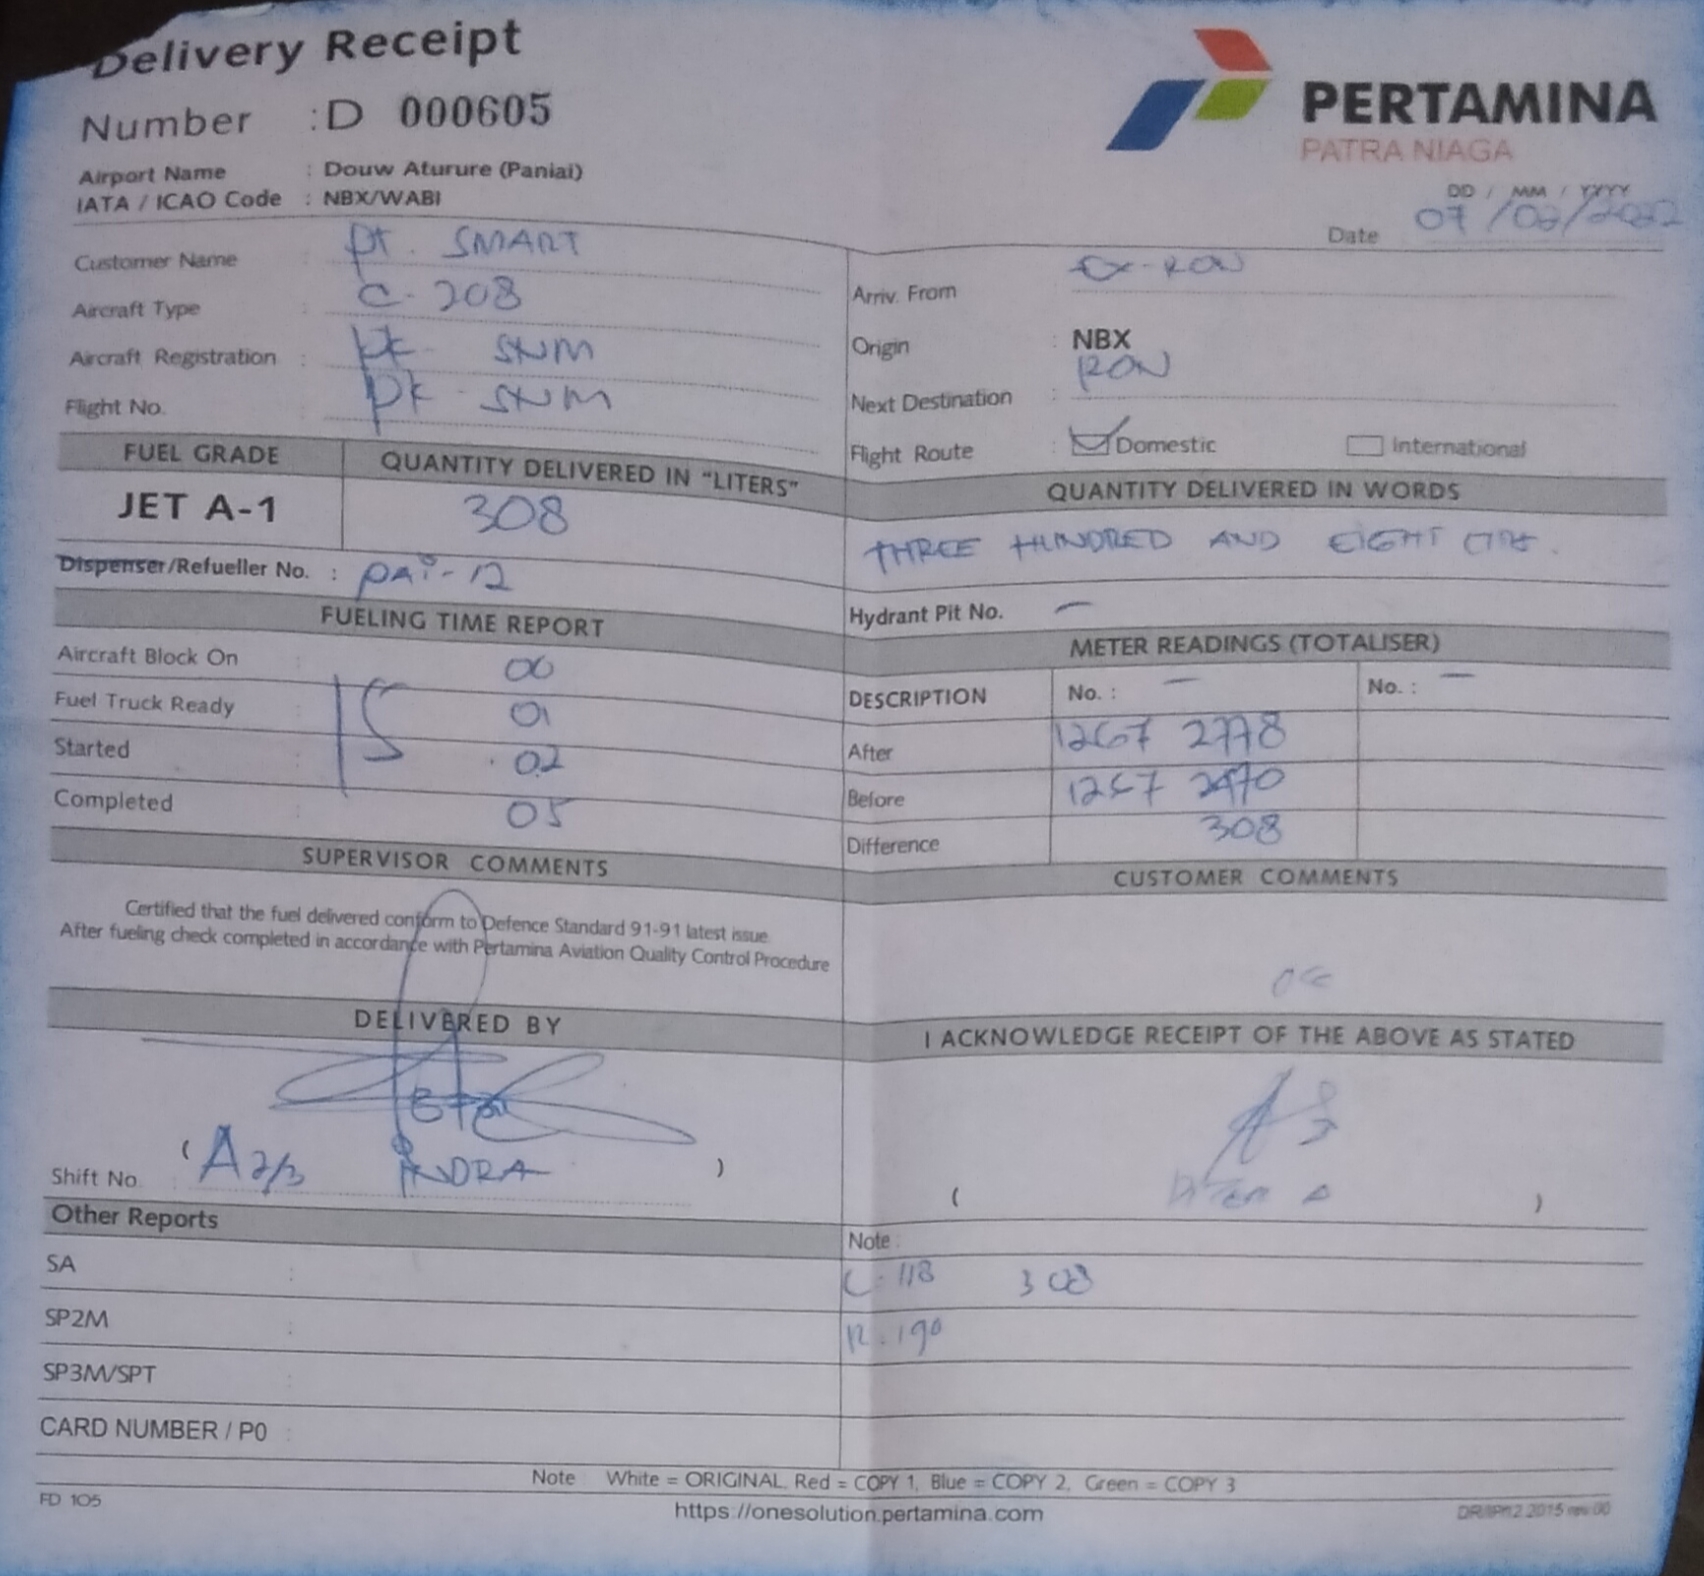 Delivery Receipt
Number : D 000605
PERTAMINA
PATRA NIAGA
Airport Name : Douw Aturure (Paniai)
IATA / ICAO Code : NBX/WABI
DD / MM / YYYY
Date 07/02/2022
Customer Name : PT. SMART
Aircraft Type : C-208
Aircraft Registration : PK- SNM
Flight No. : PK - SNM
Arriv. From : EX-RON
Origin : NBX
Next Destination : RON
Flight Route : Domestic International
FUEL GRADE QUANTITY DELIVERED IN "LITERS"
JET A-1 308
QUANTITY DELIVERED IN WORDS
THREE HUNDRED AND EIGHT
Dispenser/Refueller No. : PAI-12
Hydrant Pit No. -
FUELING TIME REPORT
Aircraft Block On : 00
Fuel Truck Ready : 15 01
Started : 02
Completed : 05
METER READINGS (TOTALISER)
DESCRIPTION No. : - No. : -
After 1267 2778
Before 1267 2470
Difference 308
SUPERVISOR COMMENTS
Certified that the fuel delivered conform to Defence Standard 91-91 latest issue.
After fueling check completed in accordance with Pertamina Aviation Quality Control Procedure
CUSTOMER COMMENTS
DELIVERED BY
I ACKNOWLEDGE RECEIPT OF THE ABOVE AS STATED
Shift No. : ( A 2/3 INDRA )
( )
Other Reports
SA :
SP2M :
SP3M/SPT :
CARD NUMBER / P0 :
Note :
118 308
R. 190
Note White = ORIGINAL, Red = COPY 1, Blue = COPY 2, Green = COPY 3
FD 105
https://onesolution.pertamina.com